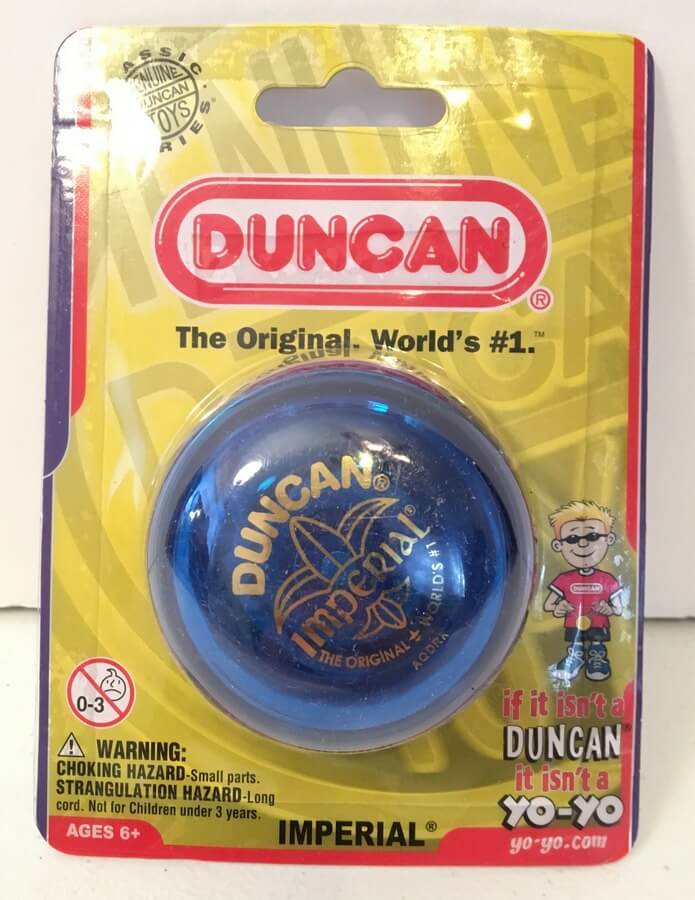 CLASSIC SERIES
GENUINE
DUNCAN
TOYS
DUNCAN®
The Original. World's #1.™
DUNCAN®
Imperial®
THE ORIGINAL WORLD'S #1
DUNCAN
if it isn't a
DUNCAN®
it isn't a
YO-YO
yo-yo.com
0-3
WARNING:
CHOKING HAZARD-Small parts.
STRANGULATION HAZARD-Long
cord. Not for Children under 3 years.
AGES 6+
IMPERIAL®